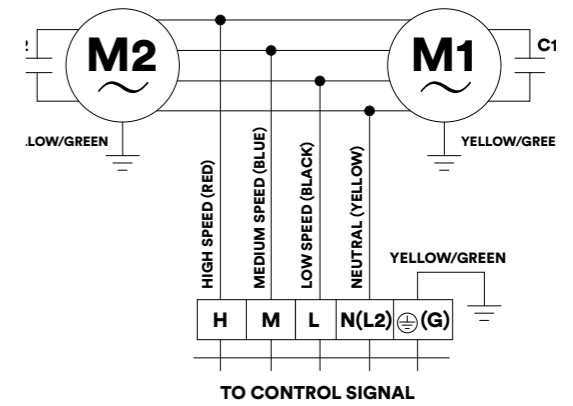 M2
M1
C1
.LOW/GREEN
YELLOW/GREE
HIGH SPEED (RED)
MEDIUM SPEED (BLUE)
LOW SPEED (BLACK)
NEUTRAL (YELLOW)
YELLOW/GREEN
H
M
L
N(L2)
(G)
TO CONTROL SIGNAL